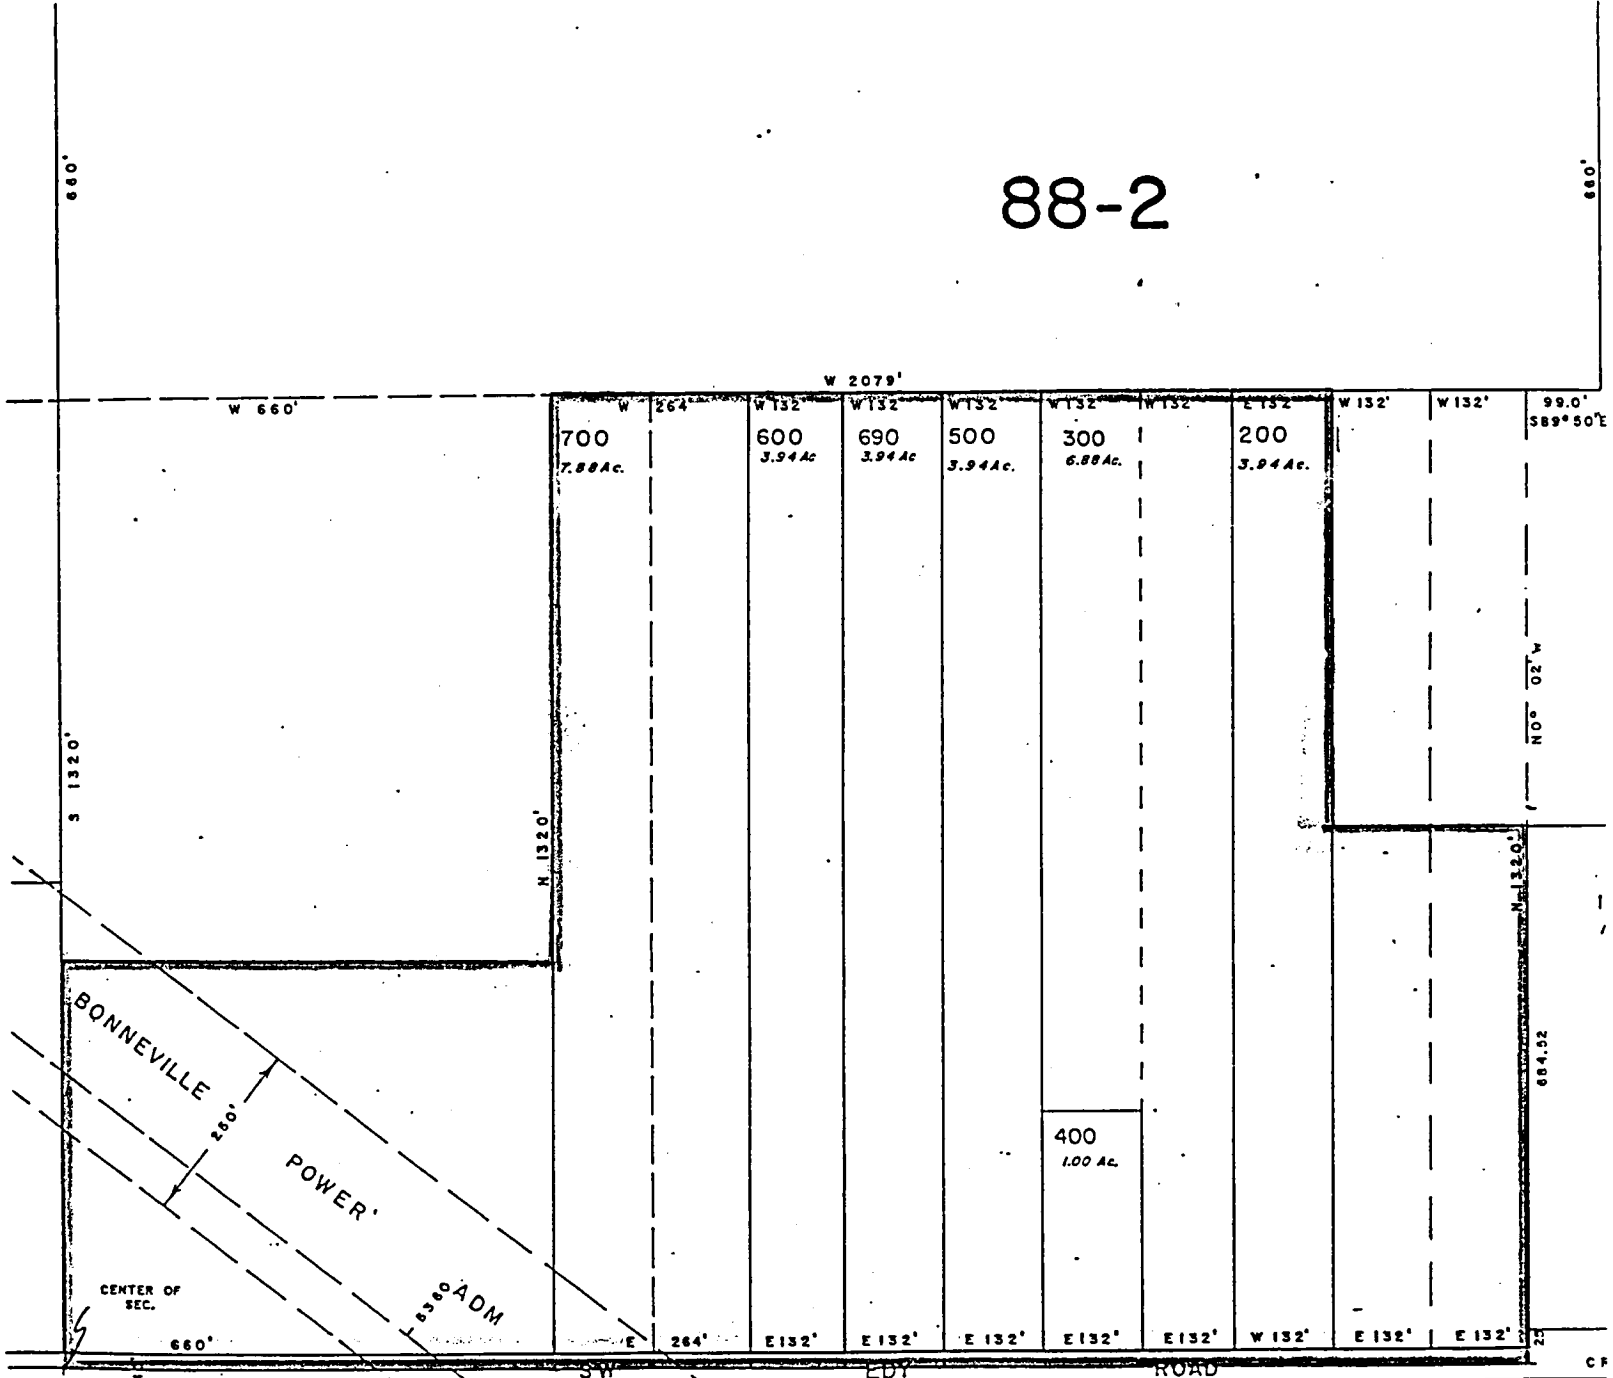 660'
88-2
660'
W 2079'
W 660'
W 264'
W 132'
W 132'
W 132'
W 132'
W 132'
E 132'
W 132'
W 132'
99.0'
S89°50'E
700
7.88 Ac.
600
3.94 Ac
690
3.94 Ac
500
3.94 Ac.
300
6.88 Ac.
200
3.94 Ac.
N0° 02' W
S 1320'
N 1320'
N 1320'
BONNEVILLE
250'
POWER
ADM
684.52
400
1.00 Ac.
CENTER OF
SEC.
660'
E 264'
E 132'
E 132'
E 132'
E 132'
E 132'
W 132'
E 132'
E 132'
25
SW EDY ROAD